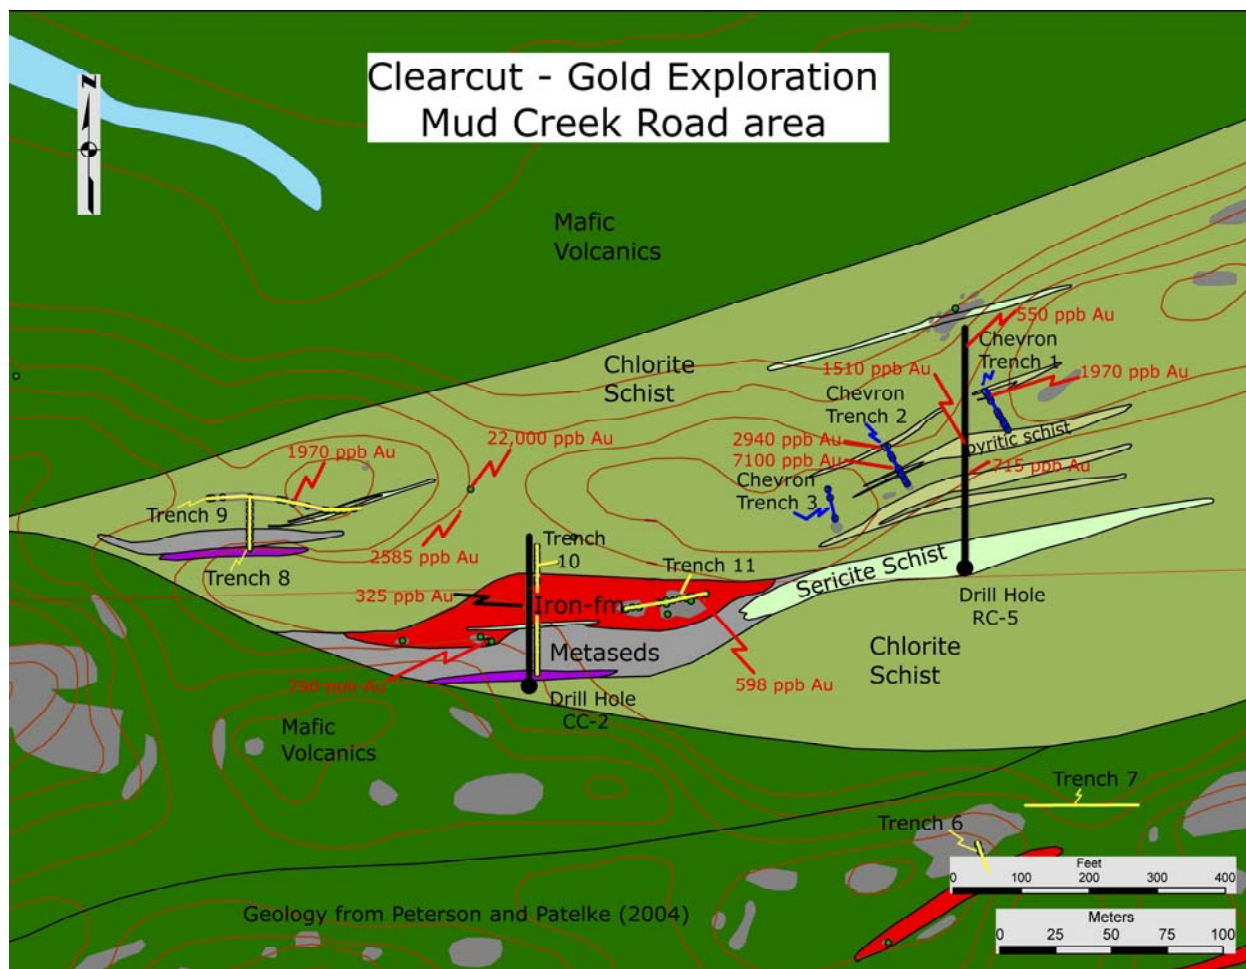 Clearcut - Gold Exploration
Mud Creek Road area
N
Mafic
Volcanics
550 ppb Au
Chevron
Trench 1
Chlorite
Schist
1510 ppb Au
1970 ppb Au
Chevron
Trench 2
22,000 ppb Au
2940 ppb Au
pyritic schist
1970 ppb Au
7100 ppb Au
715 ppb Au
Chevron
Trench 3
Trench 9
Trench
10
2585 ppb Au
Trench 11
Trench 8
Sericite Schist
325 ppb Au
Iron-fm
Drill Hole
RC-5
Metaseds
Chlorite
Schist
790 ppb Au
598 ppb Au
Drill Hole
CC-2
Mafic
Volcanics
Trench 7
Trench 6
Feet
0 100 200 300 400
Geology from Peterson and Patelke (2004)
Meters
0 25 50 75 100